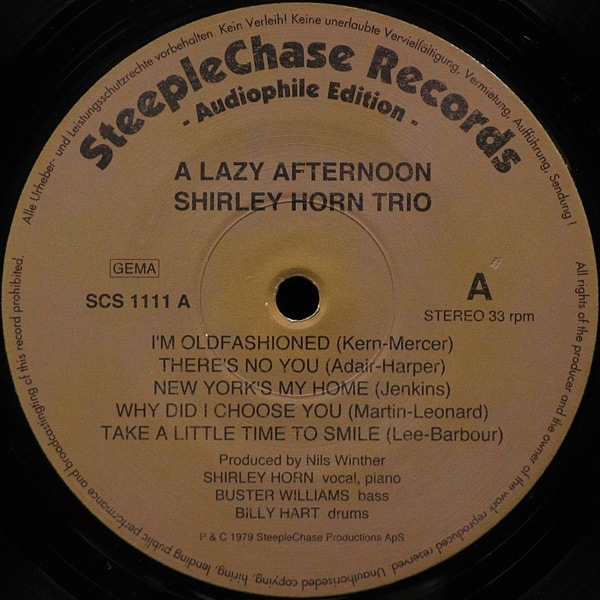 Alle Urheber- und Leistungsschutzrechte vorbehalten. Kein Verleih! Keine unerlaubte Vervielfältigung, Vermietung, Aufführung, Sendung !
SteepleChase Records
- Audiophile Edition -
A LAZY AFTERNOON
SHIRLEY HORN TRIO
GEMA
SCS 1111 A
A
STEREO 33 rpm
I'M OLDFASHIONED (Kern-Mercer)
THERE'S NO YOU (Adair-Harper)
NEW YORK'S MY HOME (Jenkins)
WHY DID I CHOOSE YOU (Martin-Leonard)
TAKE A LITTLE TIME TO SMILE (Lee-Barbour)
Produced by Nils Winther
SHIRLEY HORN vocal, piano
BUSTER WILLIAMS bass
BiLLY HART drums
P & C 1979 SteepleChase Productions ApS
All rights of the producer and the owner of the work reproduced reserved. Unauthoriseded copying, hiring, lending public performance and broadcastinging of this record prohibited.